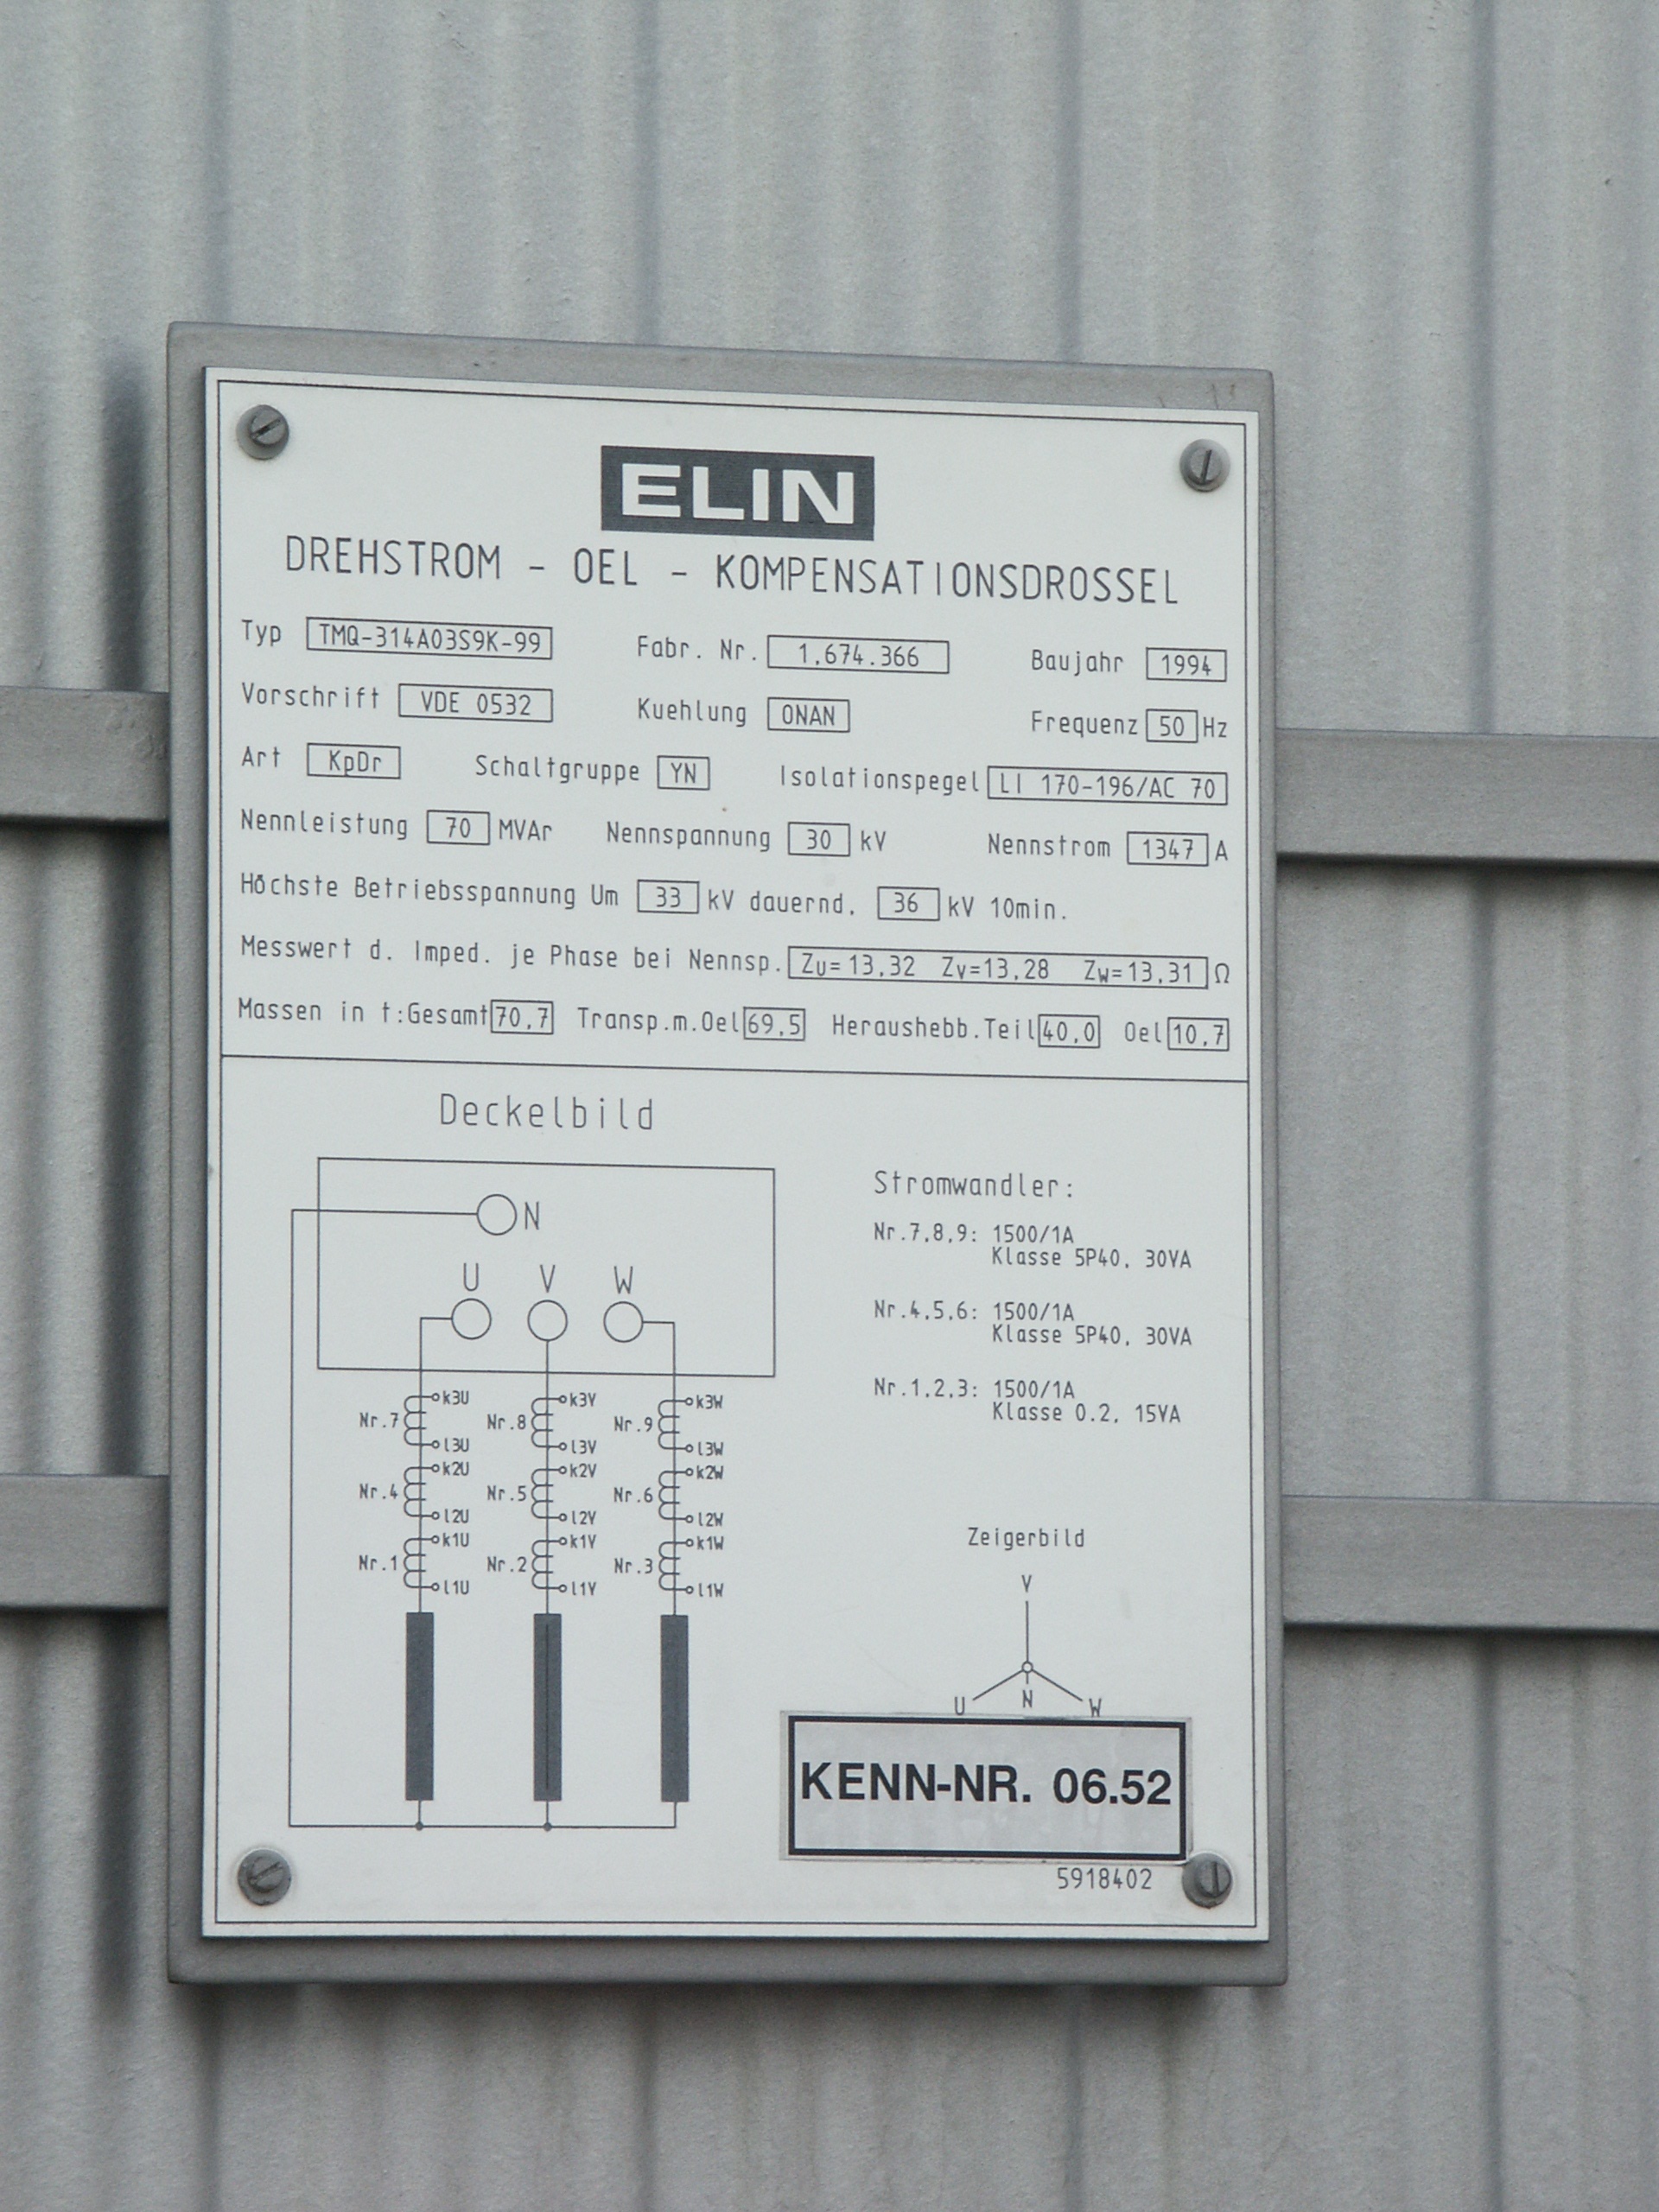 ELIN
DREHSTROM - OEL - KOMPENSATIONSDROSSEL
Typ TMQ-314A03S9K-99 Fabr. Nr. 1.674.366 Baujahr 1994
Vorschrift VDE 0532 Kuehlung ONAN Frequenz 50 Hz
Art KpDr Schaltgruppe YN Isolationspegel LI 170-196/AC 70
Nennleistung 70 MVAr Nennspannung 30 kV Nennstrom 1347 A
Höchste Betriebsspannung Um 33 kV dauernd, 36 kV 10min.
Messwert d. Imped. je Phase bei Nennsp. ZU=13,32 ZV=13,28 ZW=13,31 Ω
Massen in t:Gesamt 70,7 Transp.m.Oel 69,5 Heraushebb.Teil 40,0 Oel 10,7
Deckelbild
N
U V W
k3U k3V k3W
Nr.7 Nr.8 Nr.9
l3U l3V l3W
k2U k2V k2W
Nr.4 Nr.5 Nr.6
l2U l2V l2W
k1U k1V k1W
Nr.1 Nr.2 Nr.3
l1U l1V l1W
Stromwandler:
Nr.7,8,9: 1500/1A
Klasse 5P40, 30VA
Nr.4,5,6: 1500/1A
Klasse 5P40, 30VA
Nr.1,2,3: 1500/1A
Klasse 0.2, 15VA
Zeigerbild
V
U N W
KENN-NR. 06.52
5918402